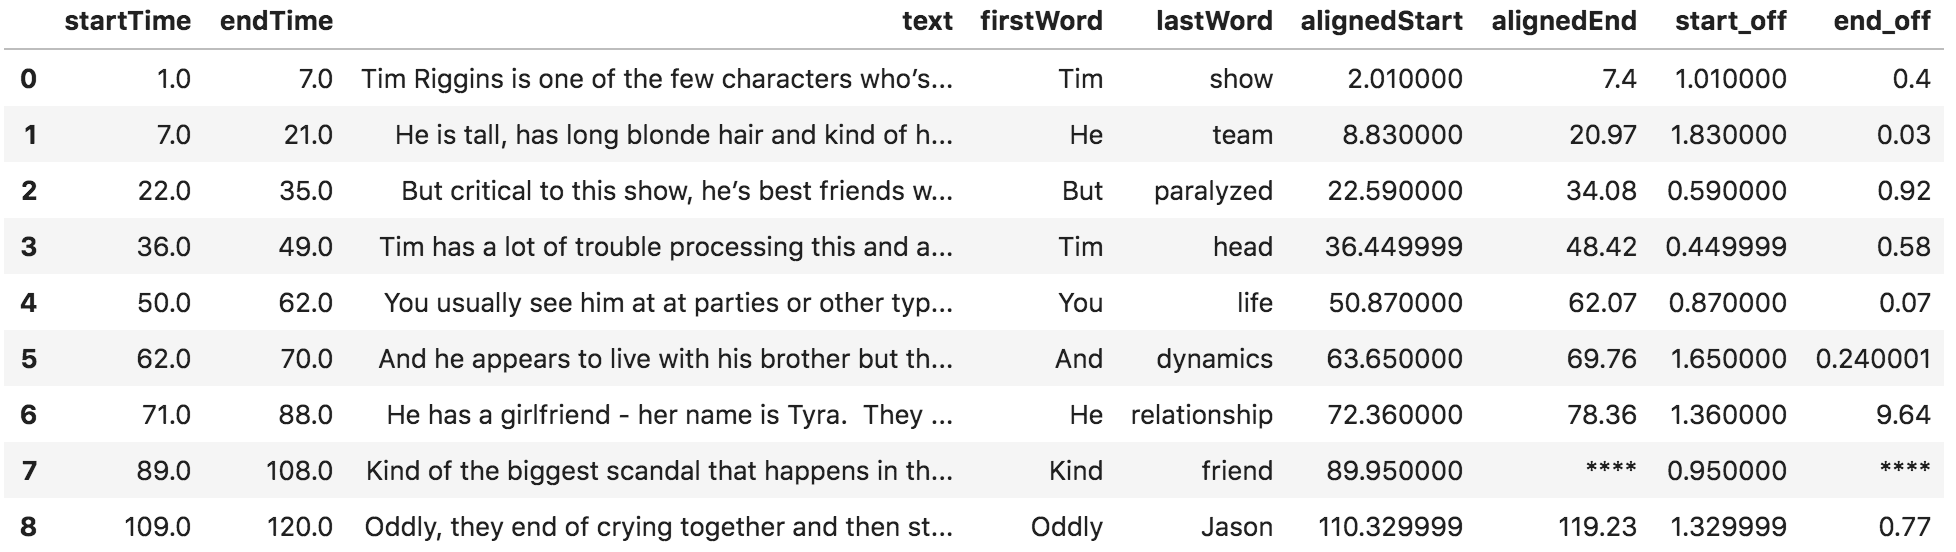 startTime endTime text firstWord lastWord alignedStart alignedEnd start_off end_off
0 1.0 7.0 Tim Riggins is one of the few characters who’s... Tim show 2.010000 7.4 1.010000 0.4
1 7.0 21.0 He is tall, has long blonde hair and kind of h... He team 8.830000 20.97 1.830000 0.03
2 22.0 35.0 But critical to this show, he’s best friends w... But paralyzed 22.590000 34.08 0.590000 0.92
3 36.0 49.0 Tim has a lot of trouble processing this and a... Tim head 36.449999 48.42 0.449999 0.58
4 50.0 62.0 You usually see him at at parties or other typ... You life 50.870000 62.07 0.870000 0.07
5 62.0 70.0 And he appears to live with his brother but th... And dynamics 63.650000 69.76 1.650000 0.240001
6 71.0 88.0 He has a girlfriend - her name is Tyra.  They ... He relationship 72.360000 78.36 1.360000 9.64
7 89.0 108.0 Kind of the biggest scandal that happens in th... Kind friend 89.950000 **** 0.950000 ****
8 109.0 120.0 Oddly, they end of crying together and then st... Oddly Jason 110.329999 119.23 1.329999 0.77